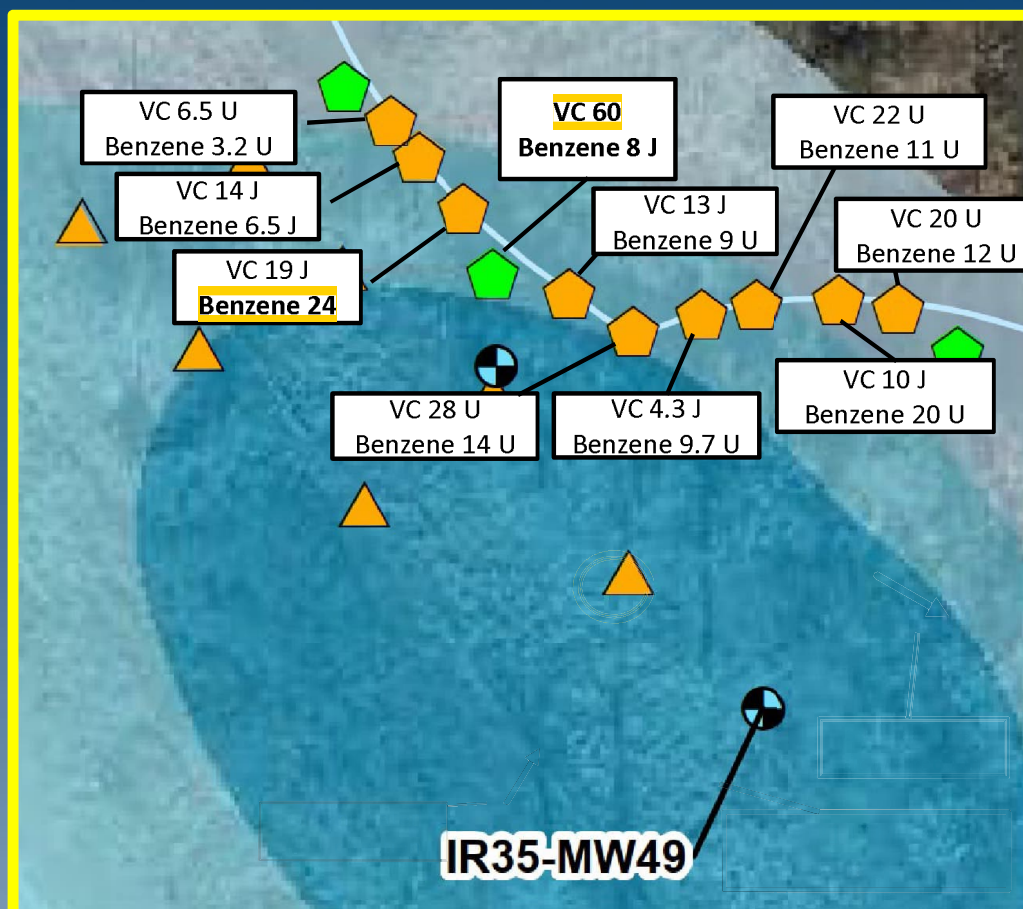 VC 6.5 U
Benzene 3.2 U
VC 14 J
Benzene 6.5 J
VC 19 J
Benzene 24
VC 60
Benzene 8 J
VC 13 J
Benzene 9 U
VC 22 U
Benzene 11 U
VC 20 U
Benzene 12 U
VC 28 U
Benzene 14 U
VC 4.3 J
Benzene 9.7 U
VC 10 J
Benzene 20 U
IR35-MW49